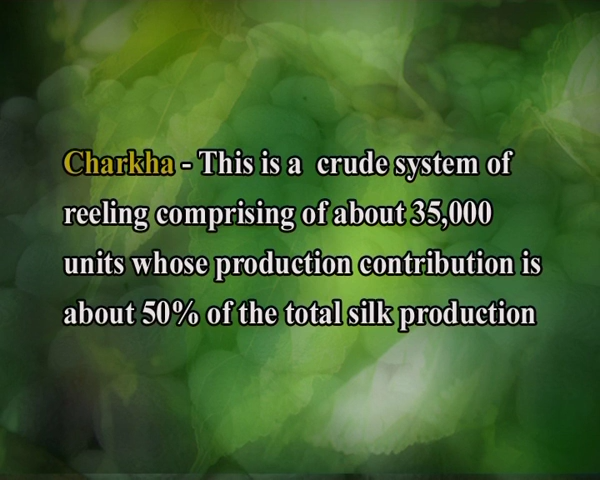 Charkha - This is a crude system of
reeling comprising of about 35,000
units whose production contribution is
about 50% of the total silk production